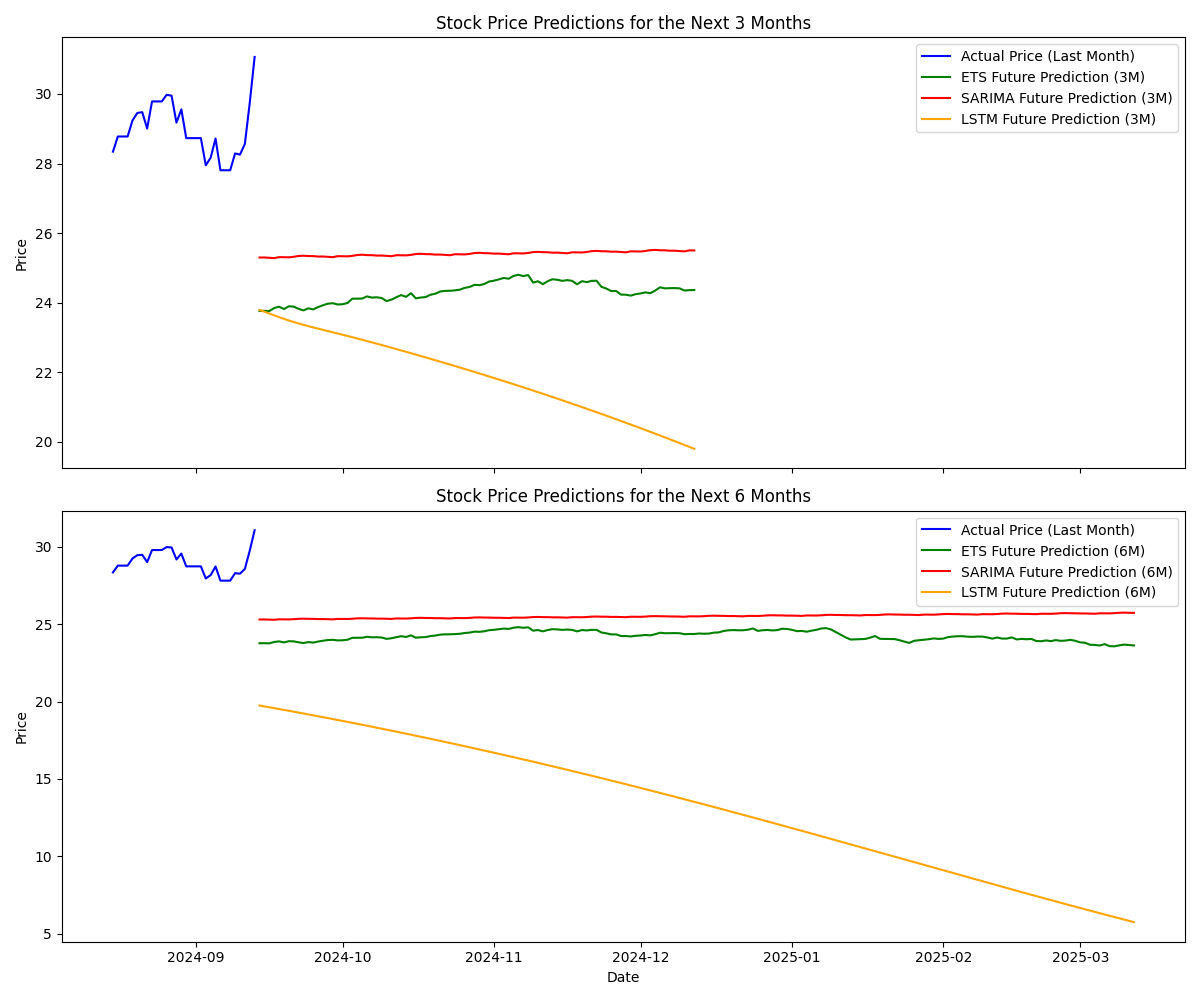 Stock Price Predictions for the Next 3 Months
Actual Price (Last Month)
ETS Future Prediction (3M)
SARIMA Future Prediction (3M)
LSTM Future Prediction (3M)
30
28
26
24
22
20
Price
Stock Price Predictions for the Next 6 Months
Actual Price (Last Month)
ETS Future Prediction (6M)
SARIMA Future Prediction (6M)
LSTM Future Prediction (6M)
30
25
20
15
10
5
Price
2024-09 2024-10 2024-11 2024-12 2025-01 2025-02 2025-03
Date